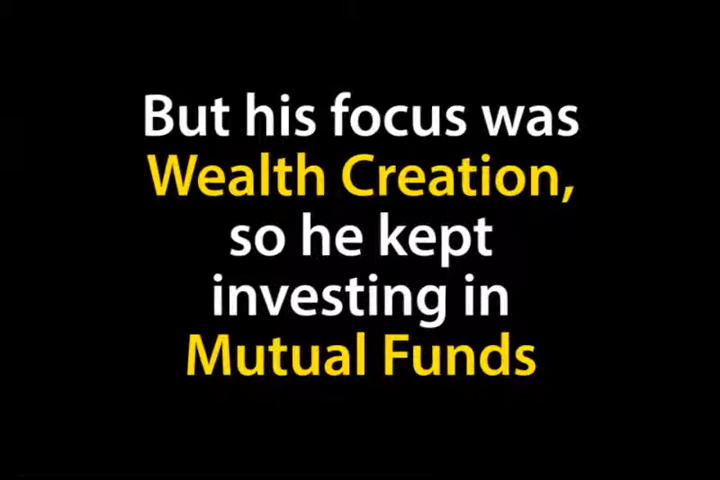 But his focus was
Wealth Creation,
so he kept
investing in
Mutual Funds